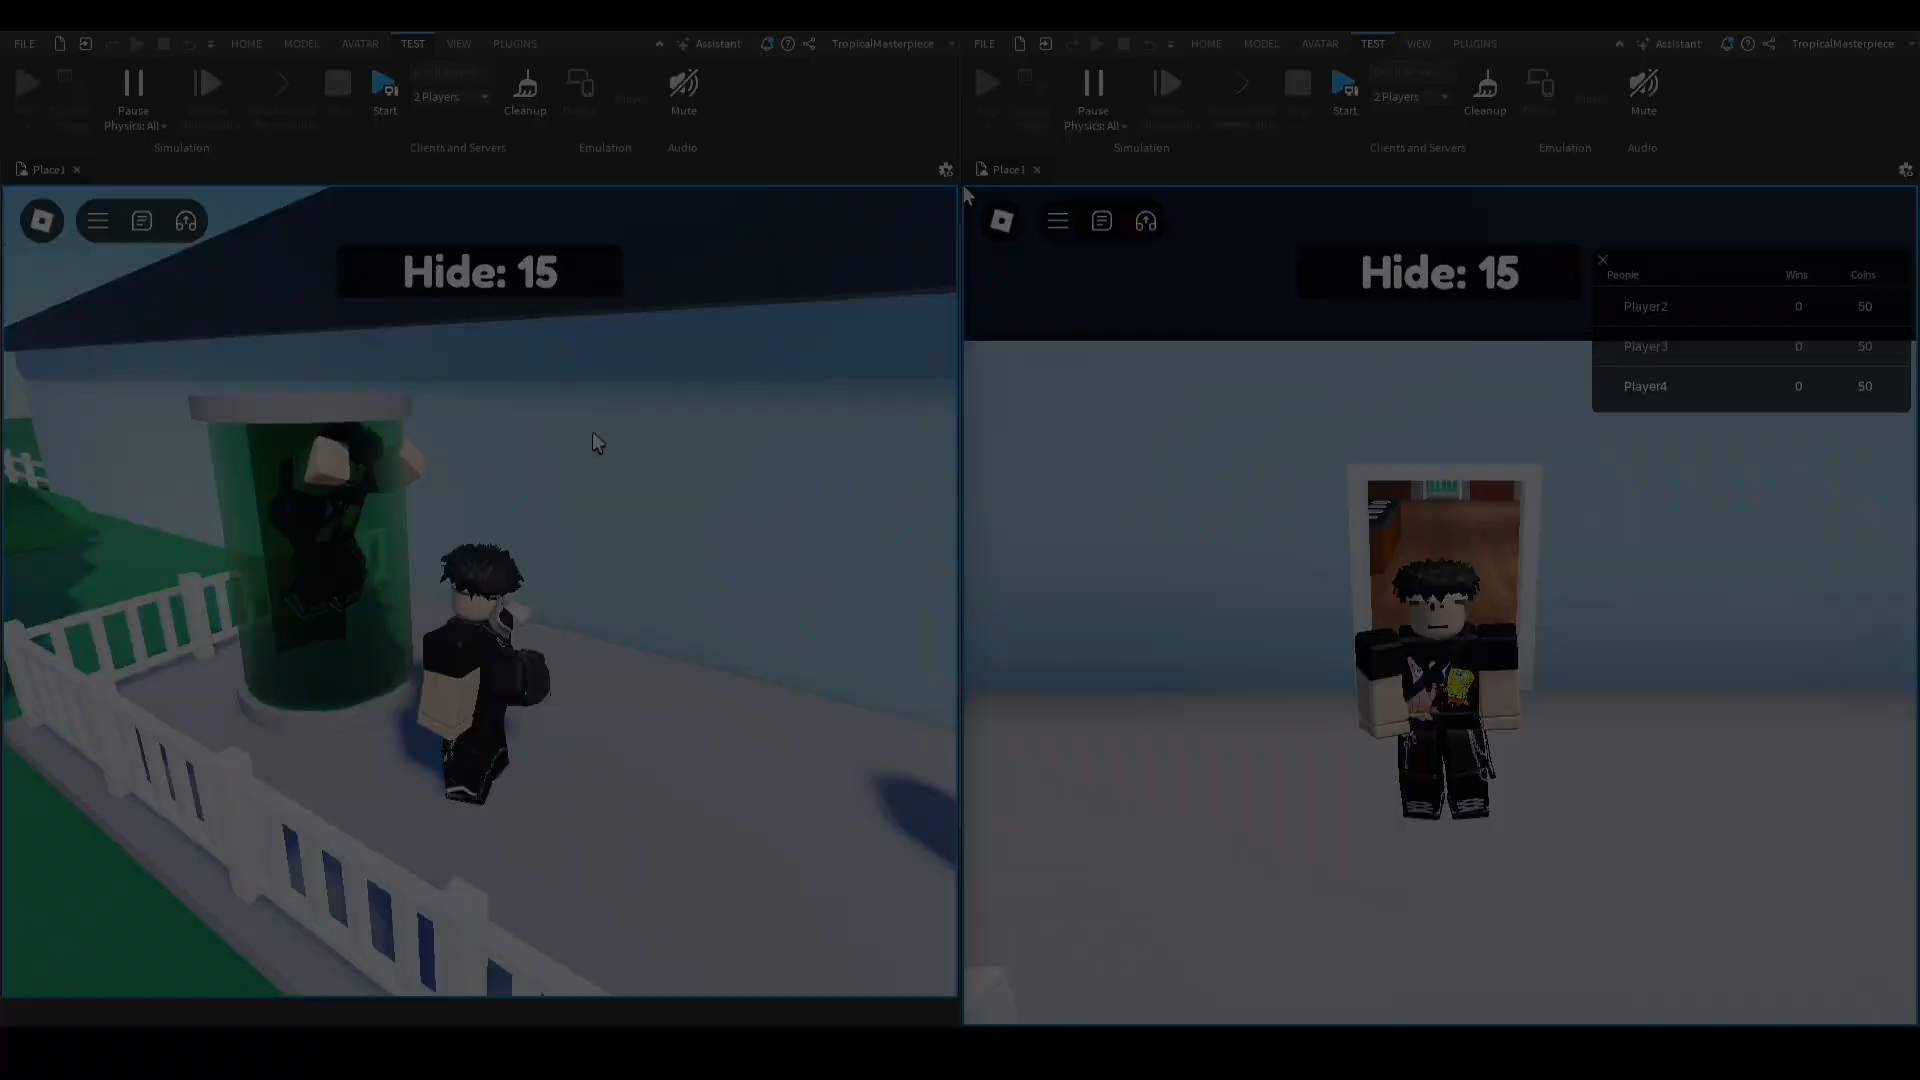 FILE HOME MODEL AVATAR TEST VIEW PLUGINS Assistant TropicalMasterpiece
Pause
Physics: All
2 Players
Start
Cleanup
Mute
Simulation Clients and Servers Emulation Audio
Place1
Hide: 15
FILE HOME MODEL AVATAR TEST VIEW PLUGINS Assistant TropicalMasterpiece
Pause
Physics: All
2 Players
Start
Cleanup
Mute
Simulation Clients and Servers Emulation Audio
Place1
Hide: 15
People Wins Coins
Player2 0 50
Player3 0 50
Player4 0 50